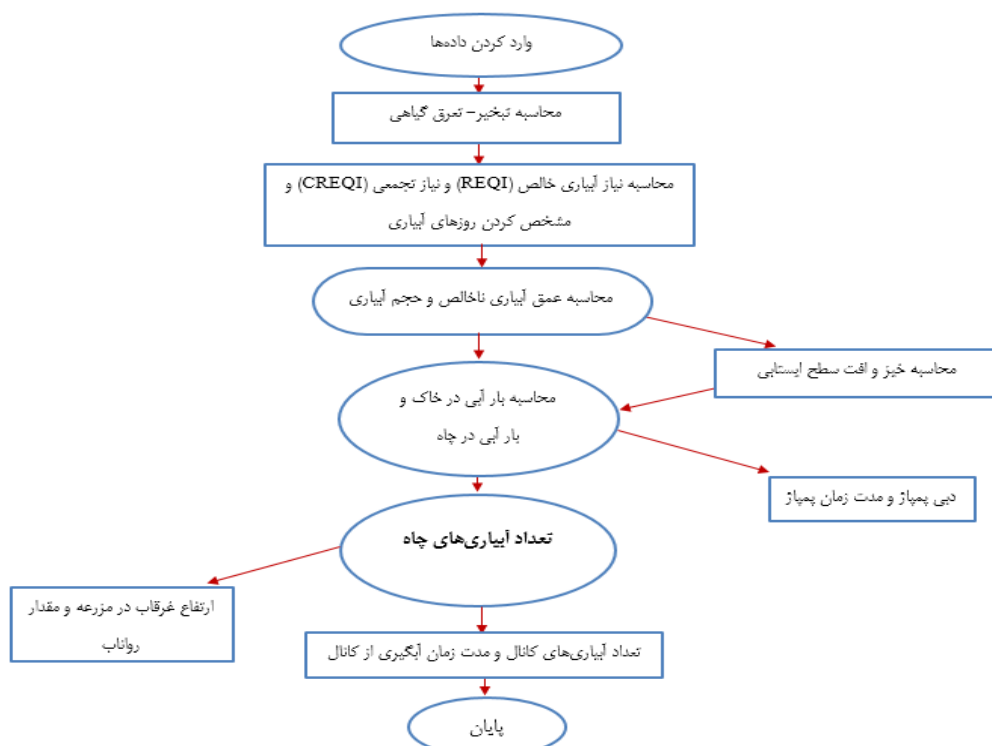 وارد کردن داده‌ها
محاسبه تبخیر– تعرق گیاهی
محاسبه نیاز آبیاری خالص (REQI) و نیاز تجمعی (CREQI) و
مشخص کردن روزهای آبیاری
محاسبه عمق آبیاری ناخالص و حجم آبیاری
محاسبه خیز و افت سطح ایستابی
محاسبه بار آبی در خاک و
بار آبی در چاه
دبی پمپاژ و مدت زمان پمپاژ
تعداد آبیاری‌های چاه
ارتفاع غرقاب در مزرعه و مقدار
رواناب
تعداد آبیاری‌های کانال و مدت زمان آبگیری از کانال
پایان